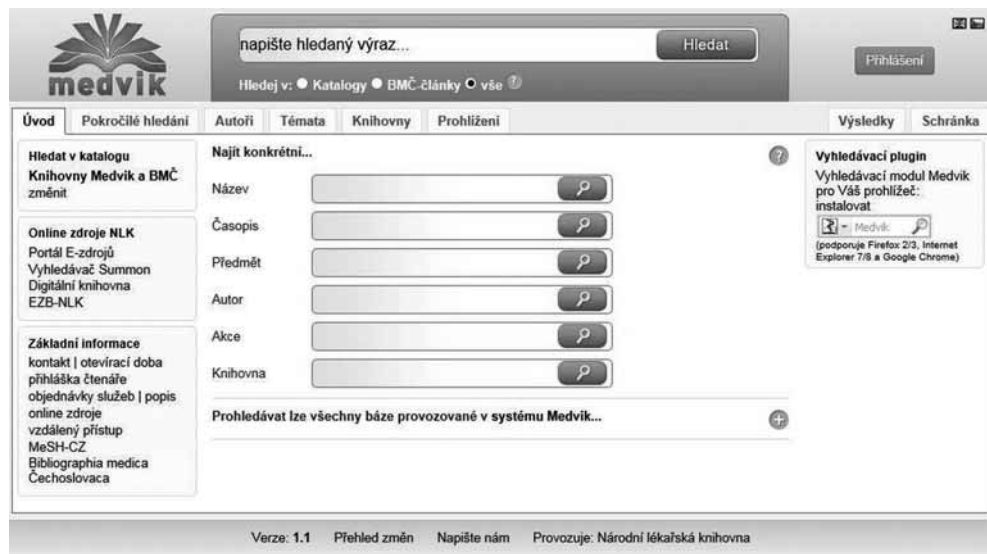 medvik
napište hledaný výraz...
Hledat
Hledej v: Katalogy BMČ-články vše ?
Přihlášení
Úvod
Pokročilé hledání
Autoři
Témata
Knihovny
Prohlížení
Výsledky
Schránka
Hledat v katalogu
Knihovny Medvik a BMČ
změnit
Online zdroje NLK
Portál E-zdrojů
Vyhledávač Summon
Digitální knihovna
EZB-NLK
Základní informace
kontakt | otevírací doba
přihláška čtenáře
objednávky služeb | popis
online zdroje
vzdálený přístup
MeSH-CZ
Bibliographia medica
Čechoslovaca
Najít konkrétní...
?
Název
Časopis
Předmět
Autor
Akce
Knihovna
Prohledávat lze všechny báze provozované v systému Medvik...
Vyhledávací plugin
Vyhledávací modul Medvik
pro Váš prohlížeč:
instalovat
Medvik
(podporuje Firefox 2/3, Internet
Explorer 7/8 a Google Chrome)
Verze: 1.1 Přehled změn Napište nám Provozuje: Národní lékařská knihovna